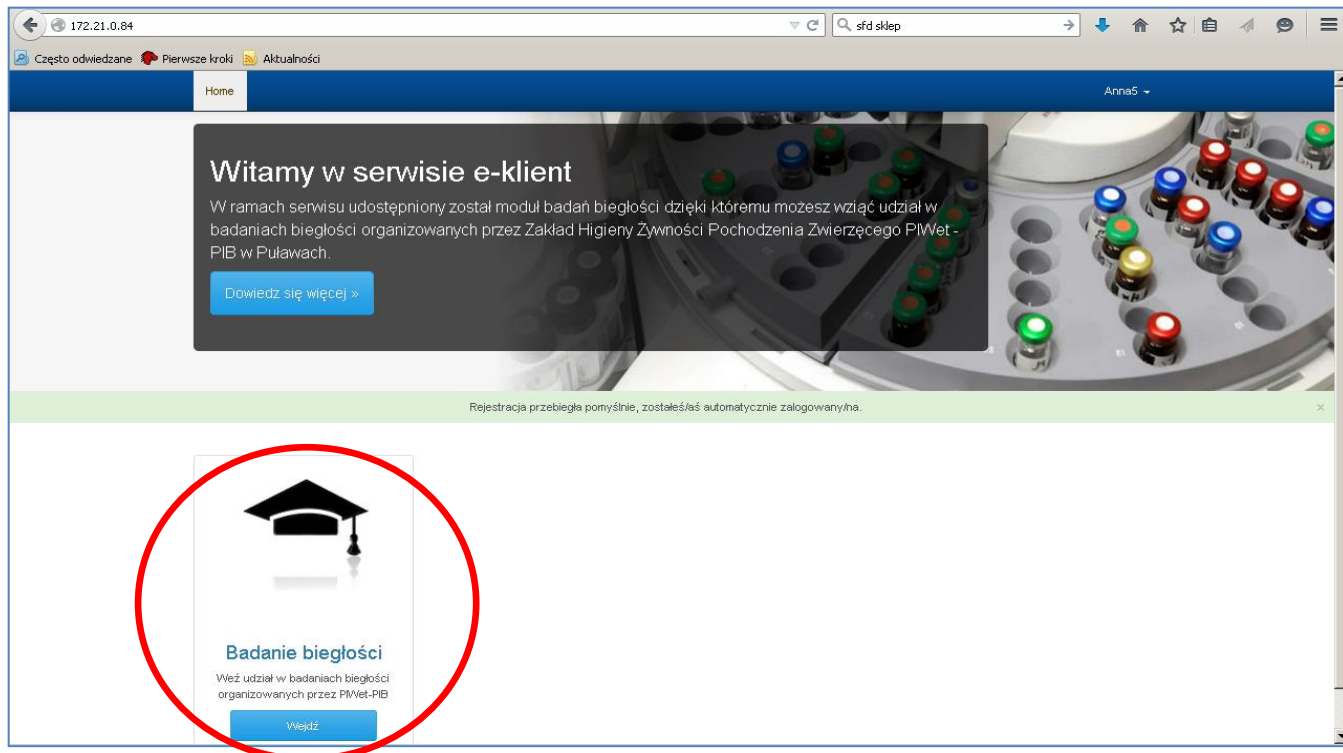 172.21.0.84
sfd sklep
Często odwiedzane Pierwsze kroki Aktualności
Home
Anna5
Witamy w serwisie e-klient
W ramach serwisu udostępniony został moduł badań biegłości dzięki któremu możesz wziąć udział w
badaniach biegłości organizowanych przez Zakład Higieny Żywności Pochodzenia Zwierzęcego PIWet -
PIB w Puławach.
Dowiedz się więcej »
Rejestracja przebiegła pomyślnie, zostałeś/aś automatycznie zalogowany/na.
×
Badanie biegłości
Weź udział w badaniach biegłości
organizowanych przez PIWet-PIB
Wejdź